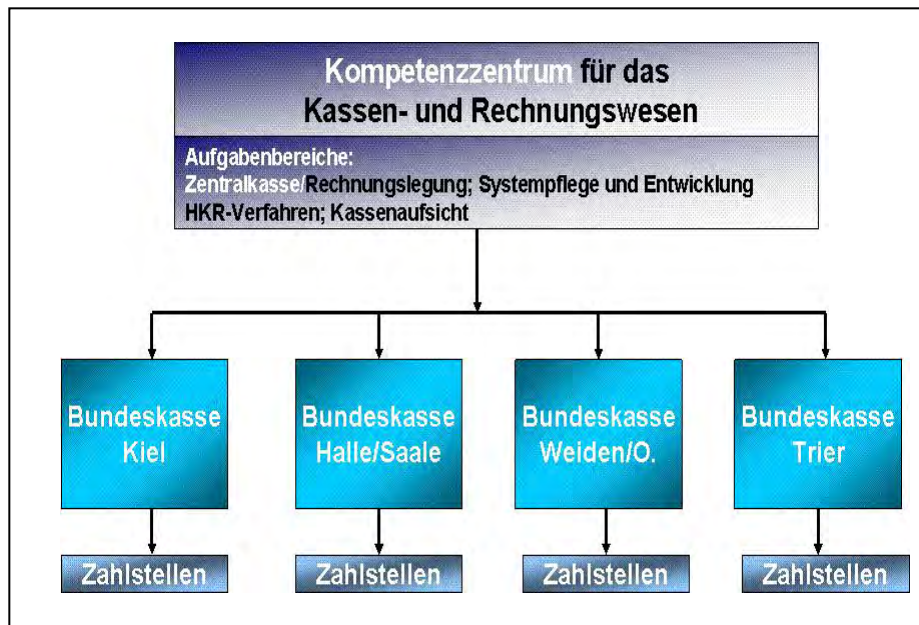 Kompetenzzentrum für das
Kassen- und Rechnungswesen
Aufgabenbereiche:
Zentralkasse/Rechnungslegung; Systempflege und Entwicklung
HKR-Verfahren; Kassenaufsicht
Bundeskasse
Kiel
Bundeskasse
Halle/Saale
Bundeskasse
Weiden/O.
Bundeskasse
Trier
Zahlstellen
Zahlstellen
Zahlstellen
Zahlstellen